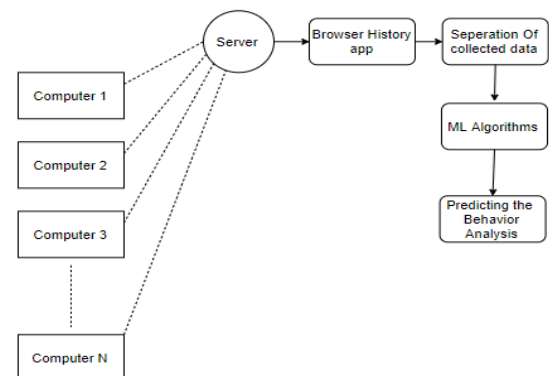 Server
Browser History
app
Seperation Of
collected data
Computer 1
ML Algorithms
Computer 2
Predicting the
Behavior
Analysis
Computer 3
Computer N